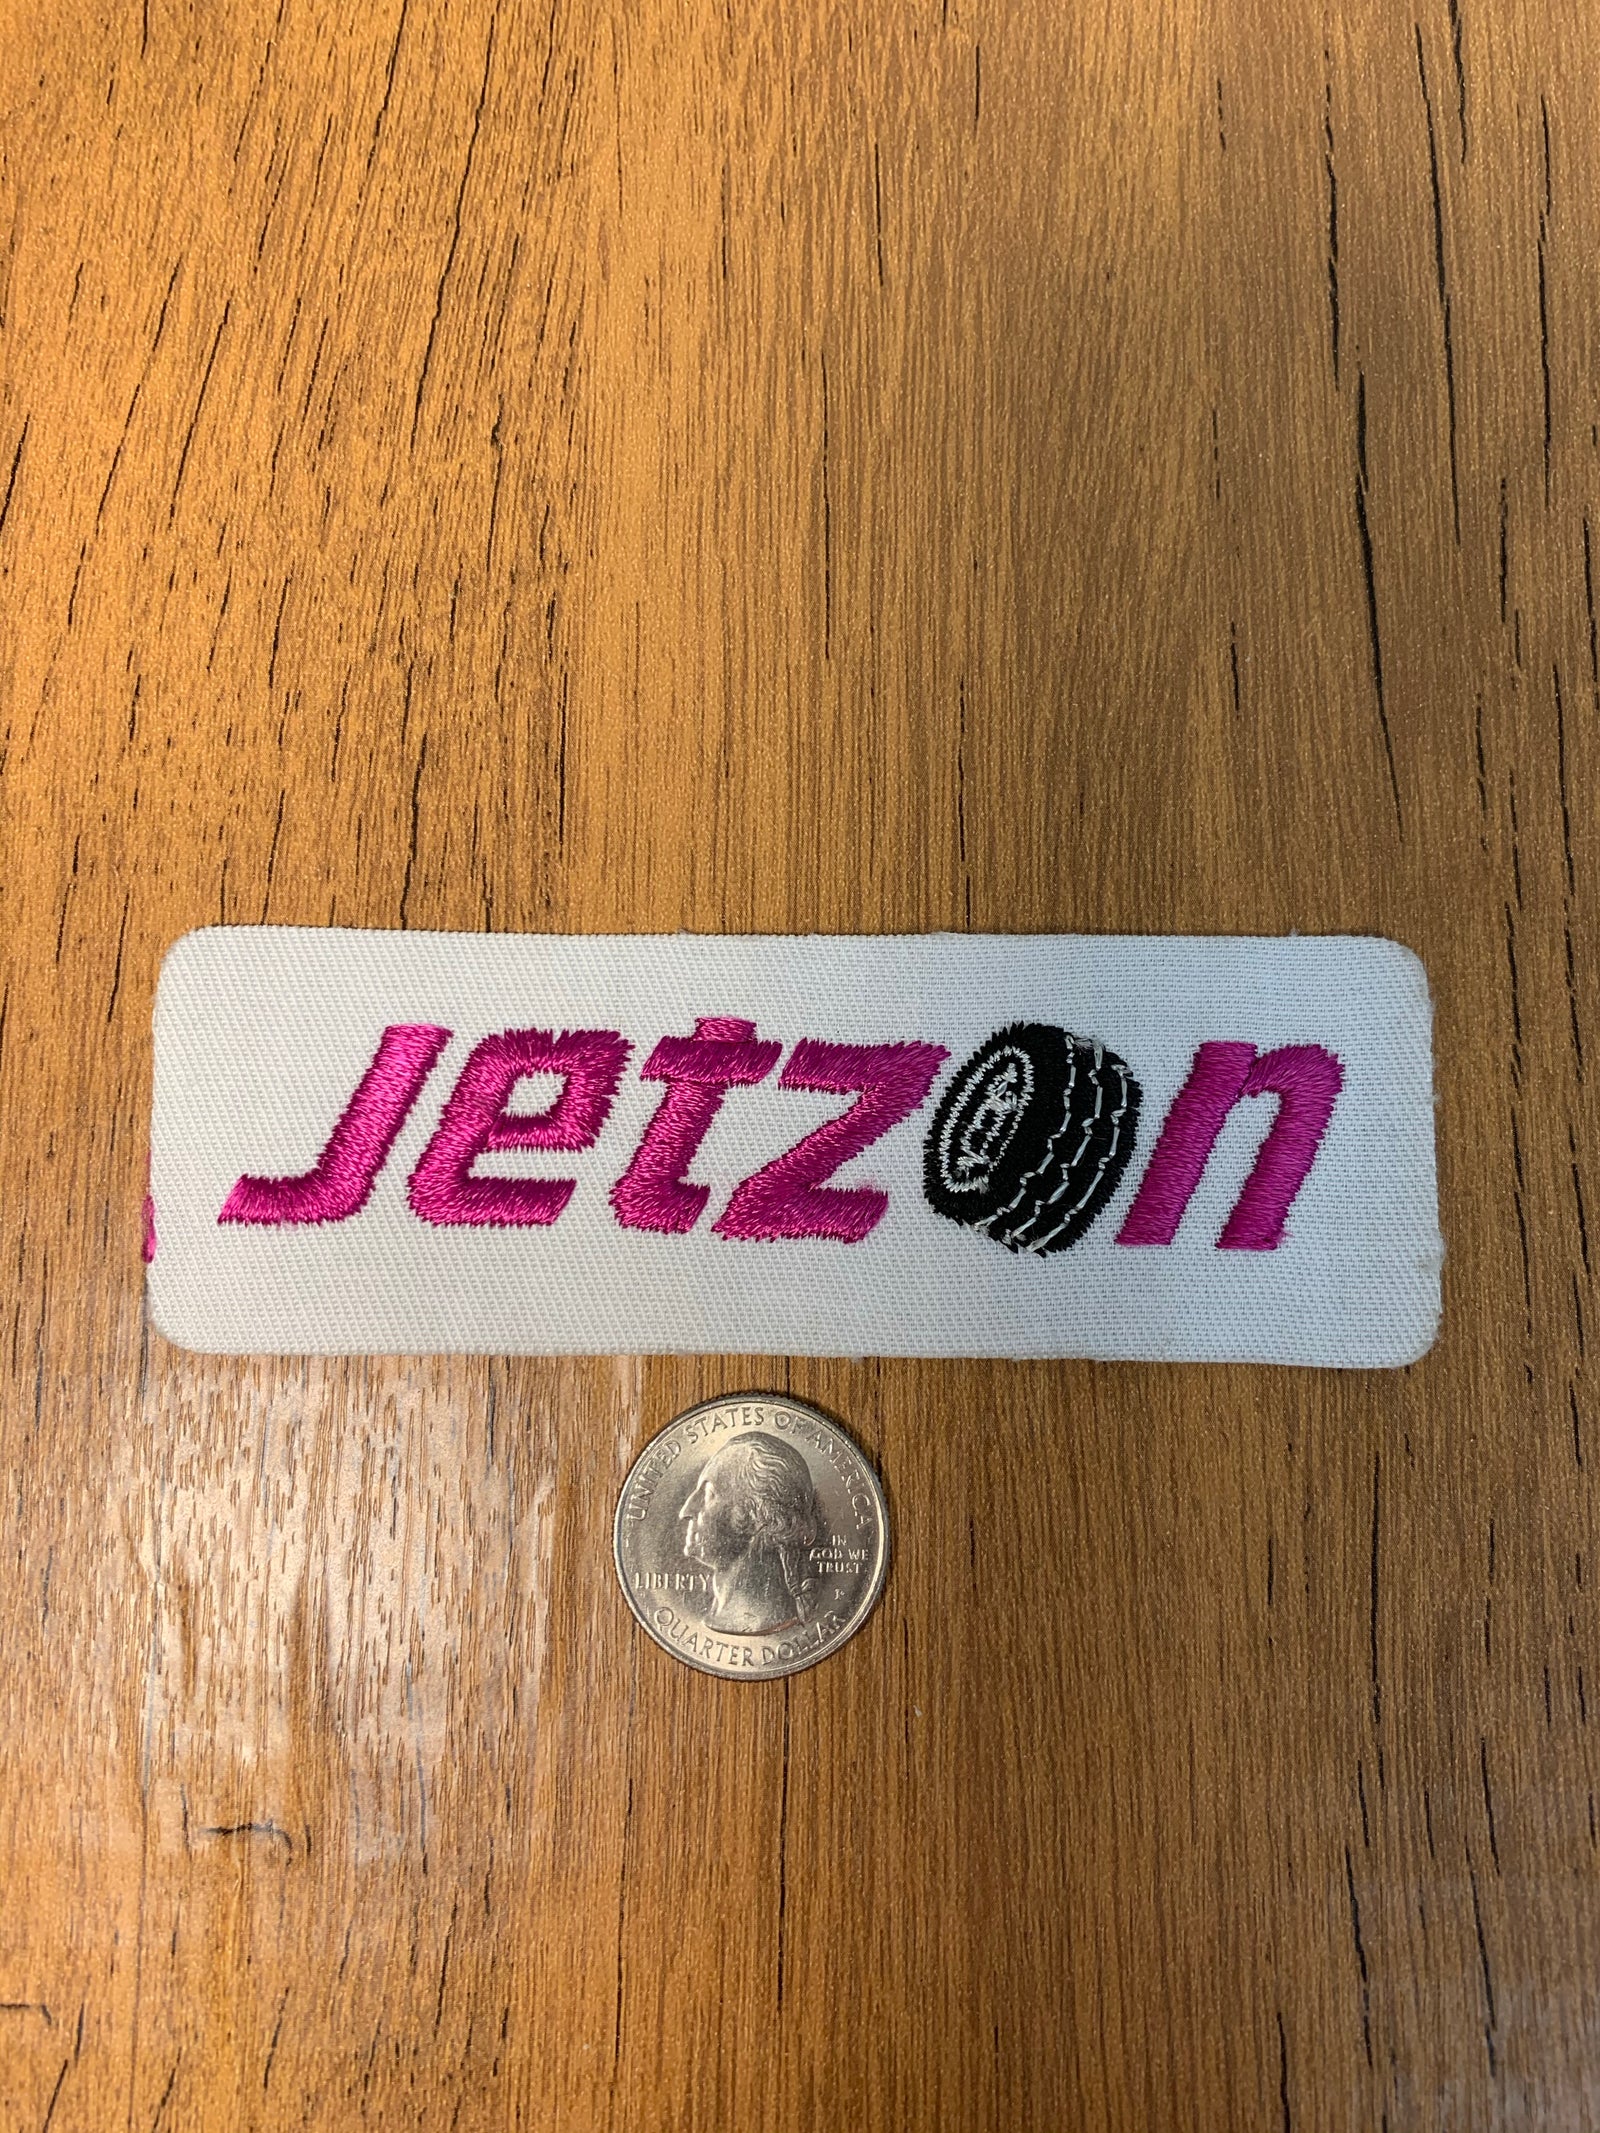 Jetzon
UNITED STATES OF AMERICA
IN
GOD WE
TRUST
LIBERTY
QUARTER DOLLAR